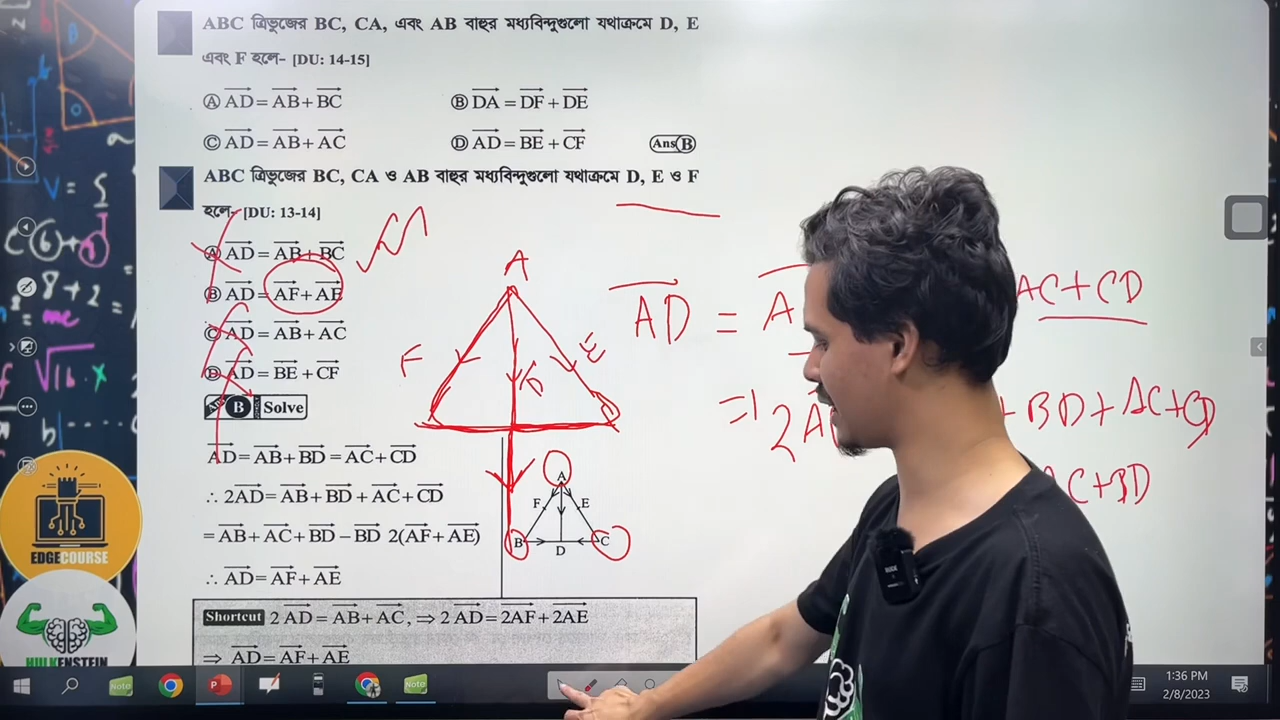 ABC ত্রিভুজের BC, CA, এবং AB বাহুর মধ্যবিন্দুগুলো যথাক্রমে D, E
এবং F হলে- [DU: 14-15]
Ⓐ AD = AB + BC Ⓑ DA = DF + DE
Ⓒ AD = AB + AC Ⓓ AD = BE + CF Ans Ⓑ
ABC ত্রিভুজের BC, CA ও AB বাহুর মধ্যবিন্দুগুলো যথাক্রমে D, E ও F
হলে- [DU: 13-14]
Ⓐ AD = AB + BC
Ⓑ AD = AF + AE
Ⓒ AD = AB + AC
Ⓓ AD = BE + CF
B Solve
AD = AB + BD = AC + CD
∴ 2AD = AB + BD + AC + CD
= AB + AC + BD − BD 2(AF + AE)
∴ AD = AF + AE
Shortcut 2 AD = AB + AC, ⇒ 2 AD = 2AF + 2AE
⇒ AD = AF + AE
A
F E
A
F E
B D C
AD = A AC + CD
2A + BD + AC + CD
AC + BD
EDGECOURSE
HULKENSTEIN
Note
Note
1:36 PM
2/8/2023